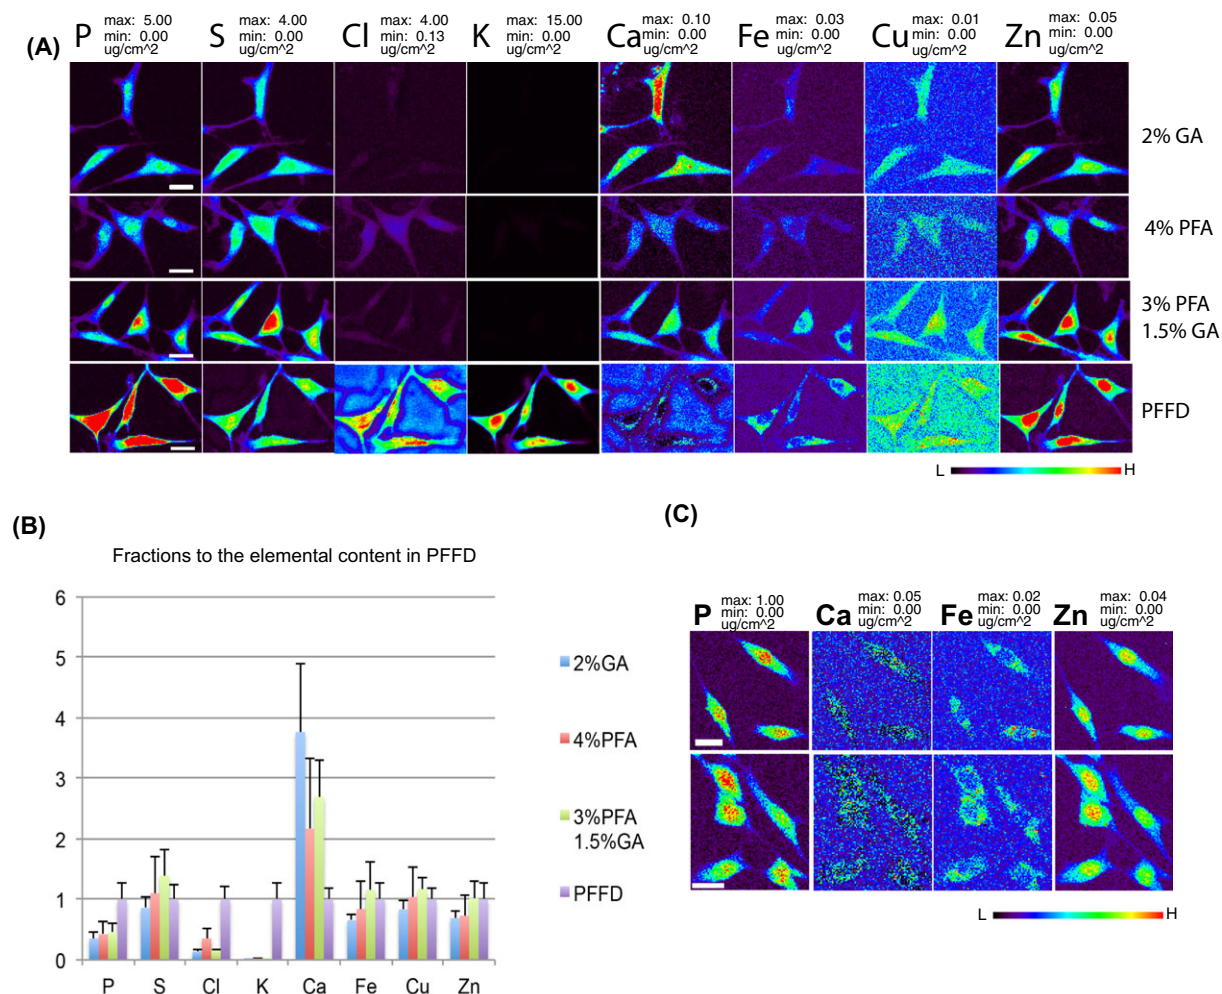 (A)
P max: 5.00 min: 0.00 ug/cm^2
S max: 4.00 min: 0.00 ug/cm^2
Cl max: 4.00 min: 0.13 ug/cm^2
K max: 15.00 min: 0.00 ug/cm^2
Ca max: 0.10 min: 0.00 ug/cm^2
Fe max: 0.03 min: 0.00 ug/cm^2
Cu max: 0.01 min: 0.00 ug/cm^2
Zn max: 0.05 min: 0.00 ug/cm^2
2% GA
4% PFA
3% PFA
1.5% GA
PFFD
L H
(B)
Fractions to the elemental content in PFFD
6
5
4
3
2
1
0
P S Cl K Ca Fe Cu Zn
2%GA
4%PFA
3%PFA
1.5%GA
PFFD
(C)
P max: 1.00 min: 0.00 ug/cm^2
Ca max: 0.05 min: 0.00 ug/cm^2
Fe max: 0.02 min: 0.00 ug/cm^2
Zn max: 0.04 min: 0.00 ug/cm^2
L H